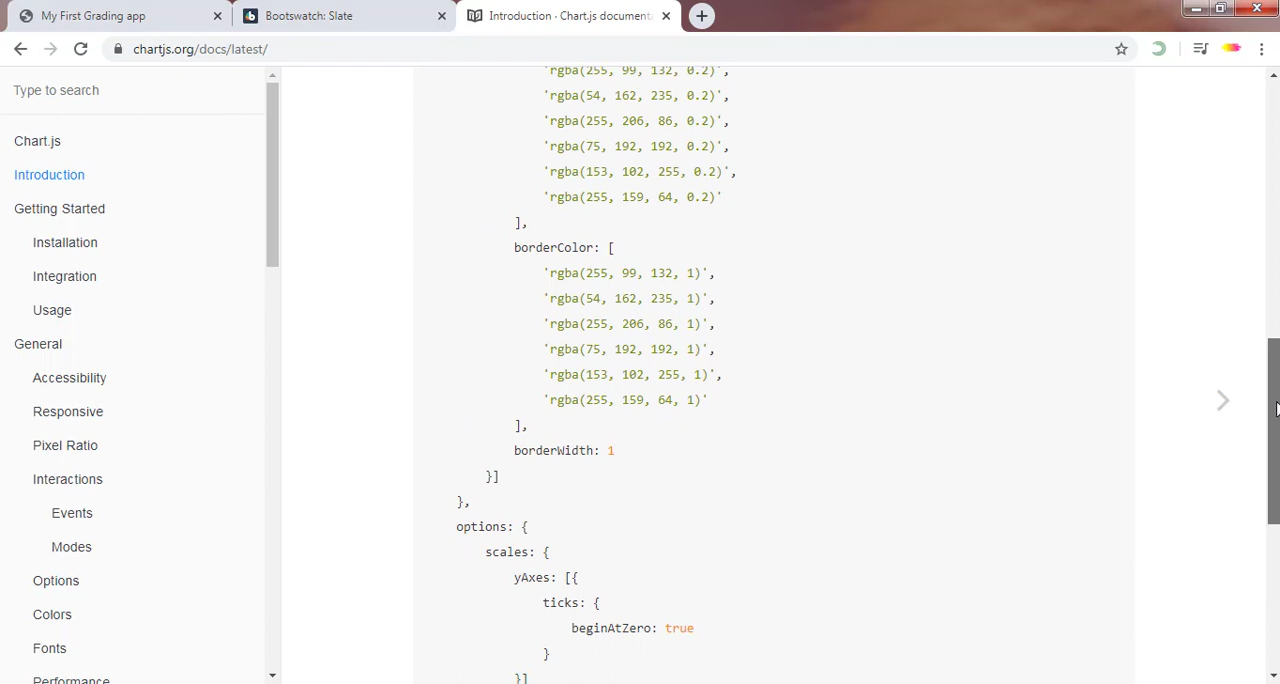 My First Grading app
Bootswatch: Slate
Introduction · Chart.js documenta
chartjs.org/docs/latest/
Type to search
Chart.js
Introduction
Getting Started
Installation
Integration
Usage
General
Accessibility
Responsive
Pixel Ratio
Interactions
Events
Modes
Options
Colors
Fonts
Performance
'rgba(255, 99, 132, 0.2)',
'rgba(54, 162, 235, 0.2)',
'rgba(255, 206, 86, 0.2)',
'rgba(75, 192, 192, 0.2)',
'rgba(153, 102, 255, 0.2)',
'rgba(255, 159, 64, 0.2)'
],
borderColor: [
'rgba(255, 99, 132, 1)',
'rgba(54, 162, 235, 1)',
'rgba(255, 206, 86, 1)',
'rgba(75, 192, 192, 1)',
'rgba(153, 102, 255, 1)',
'rgba(255, 159, 64, 1)'
],
borderWidth: 1
}]
},
options: {
scales: {
yAxes: [{
ticks: {
beginAtZero: true
}
}]